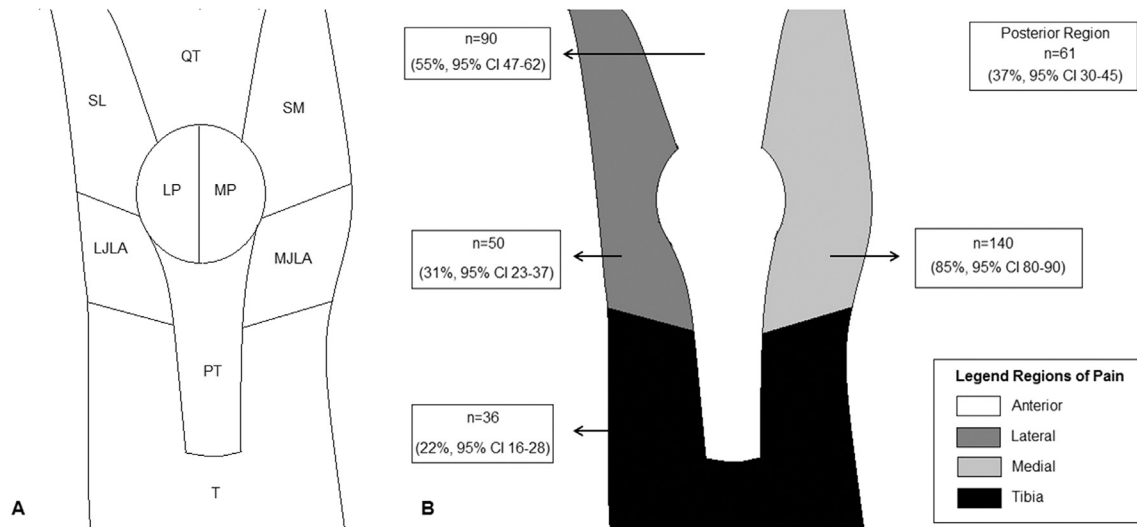 QT
SL
SM
LP
MP
LJLA
MJLA
PT
T
A
n=90
(55%, 95% CI 47-62)
Posterior Region
n=61
(37%, 95% CI 30-45)
n=50
(31%, 95% CI 23-37)
n=140
(85%, 95% CI 80-90)
n=36
(22%, 95% CI 16-28)
Legend Regions of Pain
Anterior
Lateral
Medial
Tibia
B